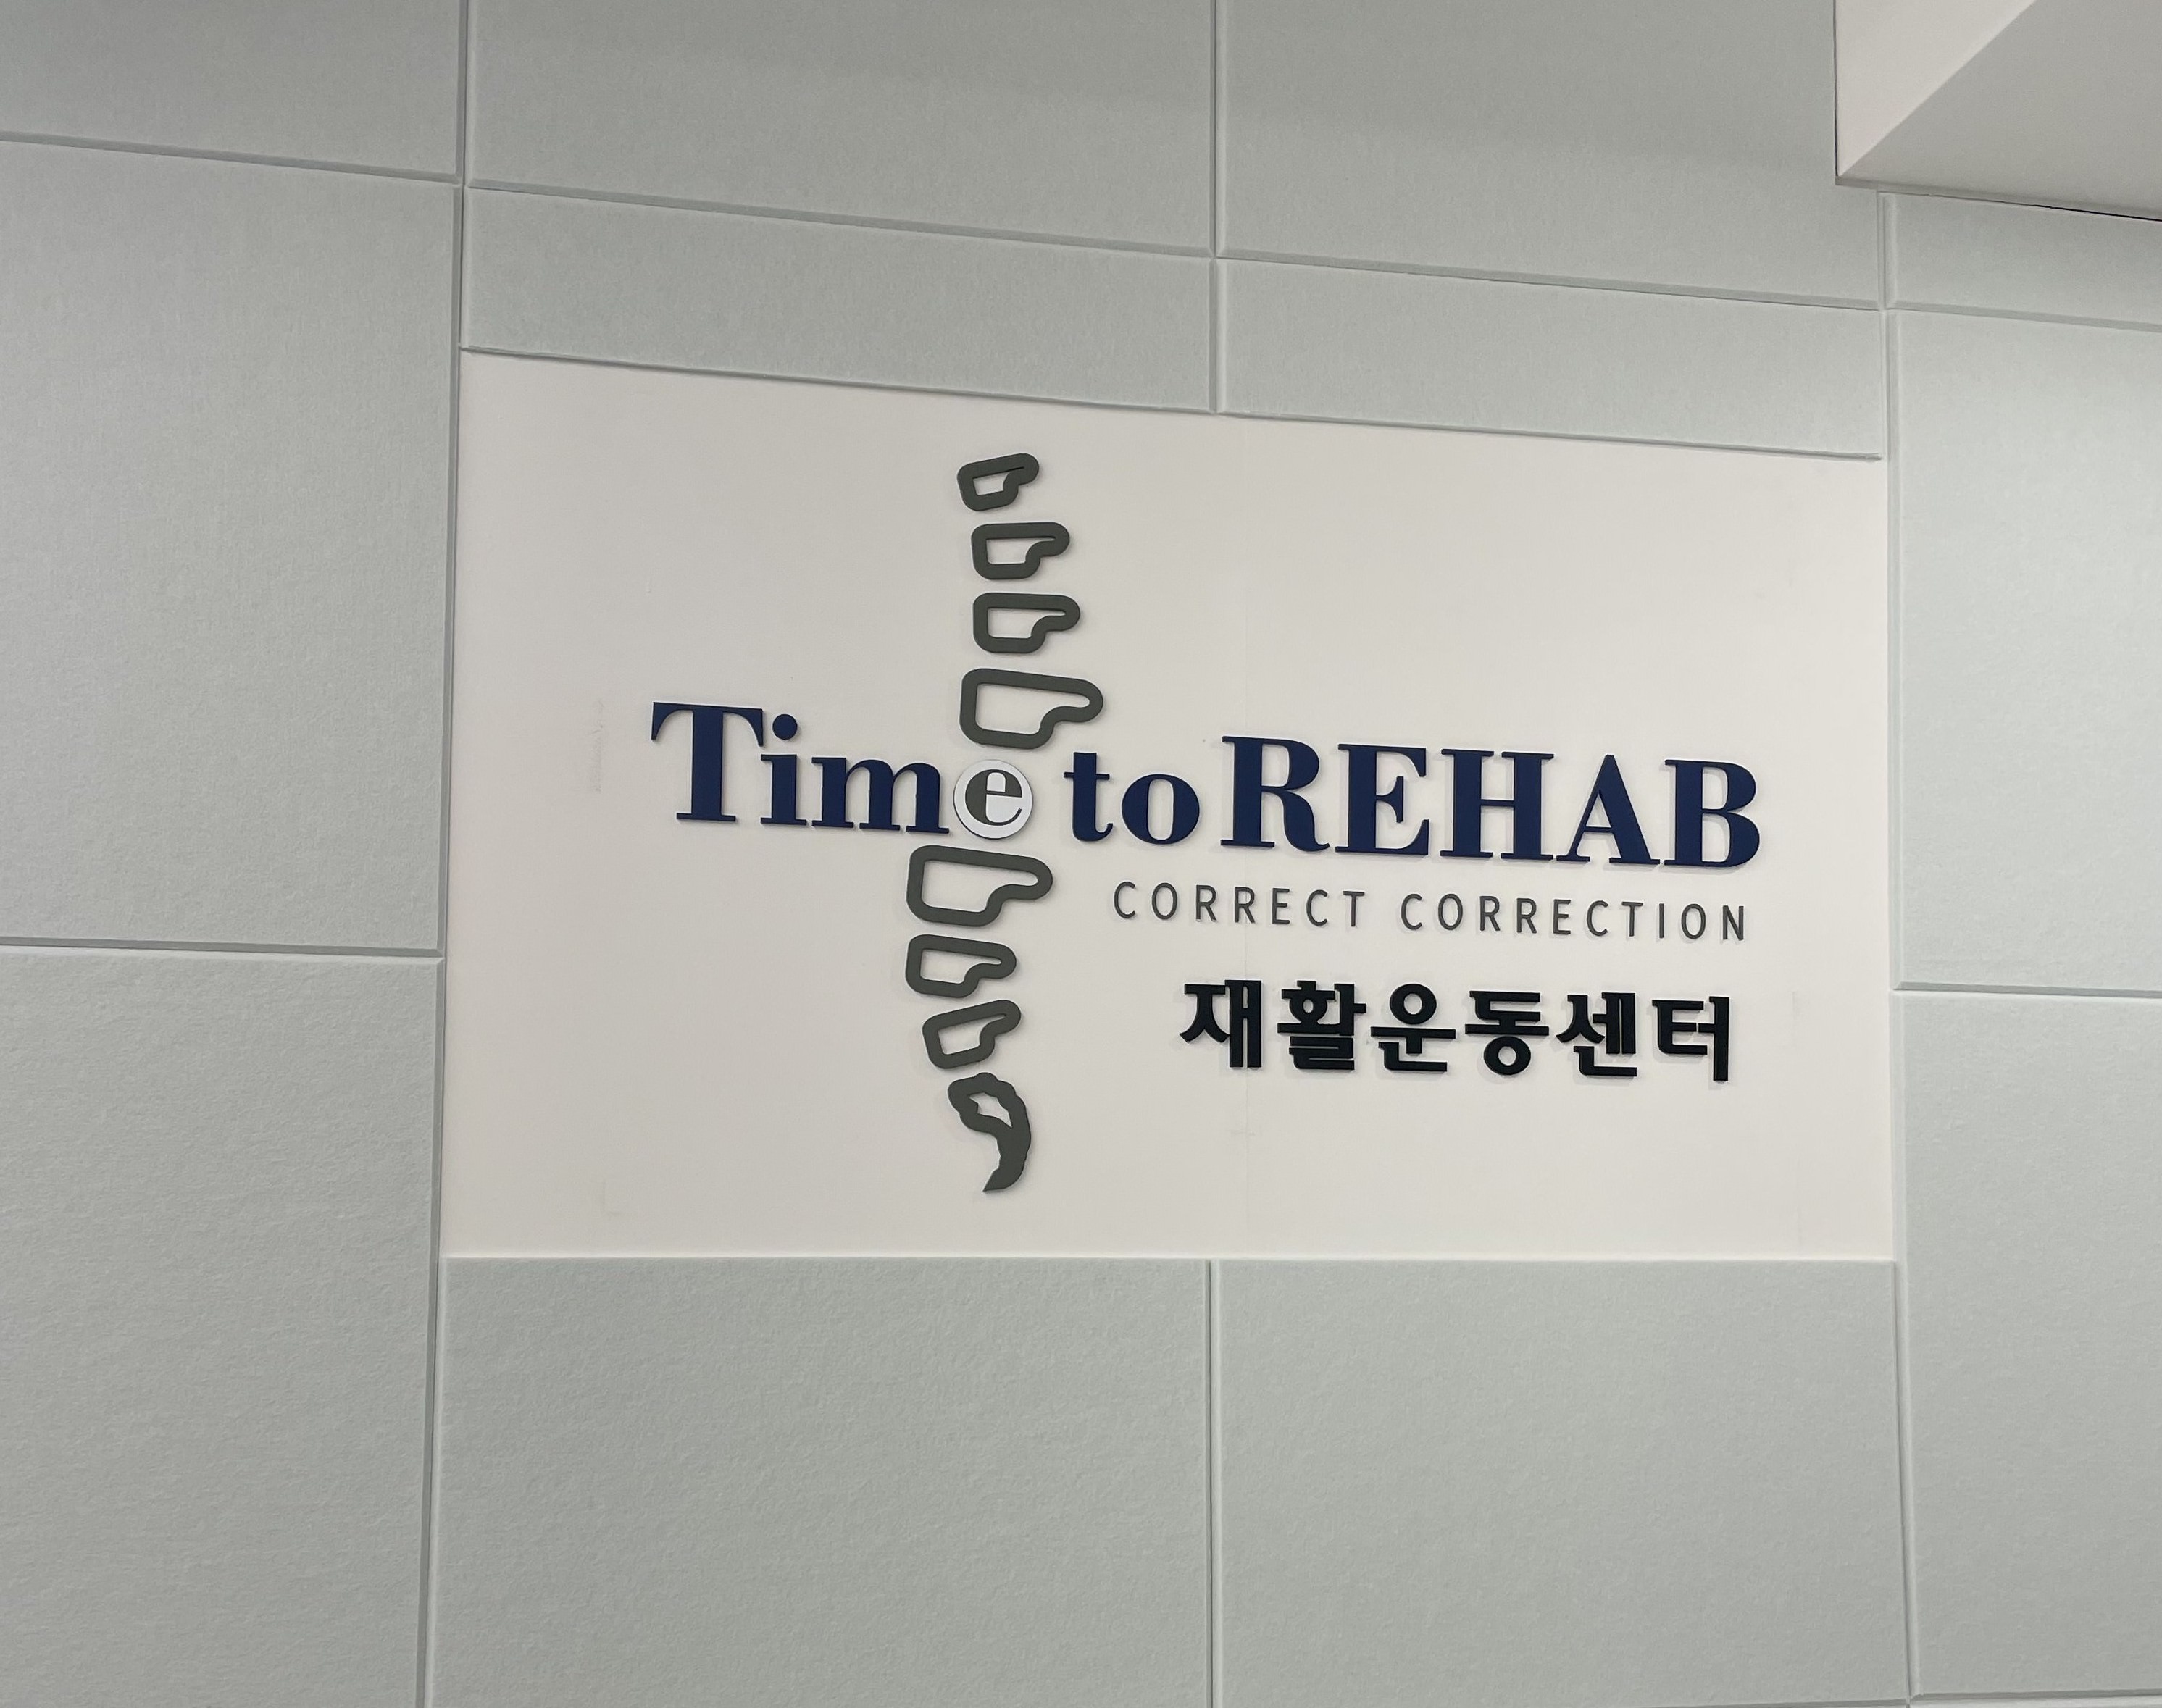 Time to REHAB
CORRECT CORRECTION
재활운동센터